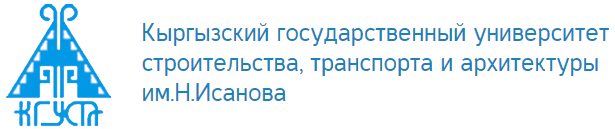 Кыргызский государственный университет
строительства, транспорта и архитектуры
им.Н.Исанова
КГУСТА